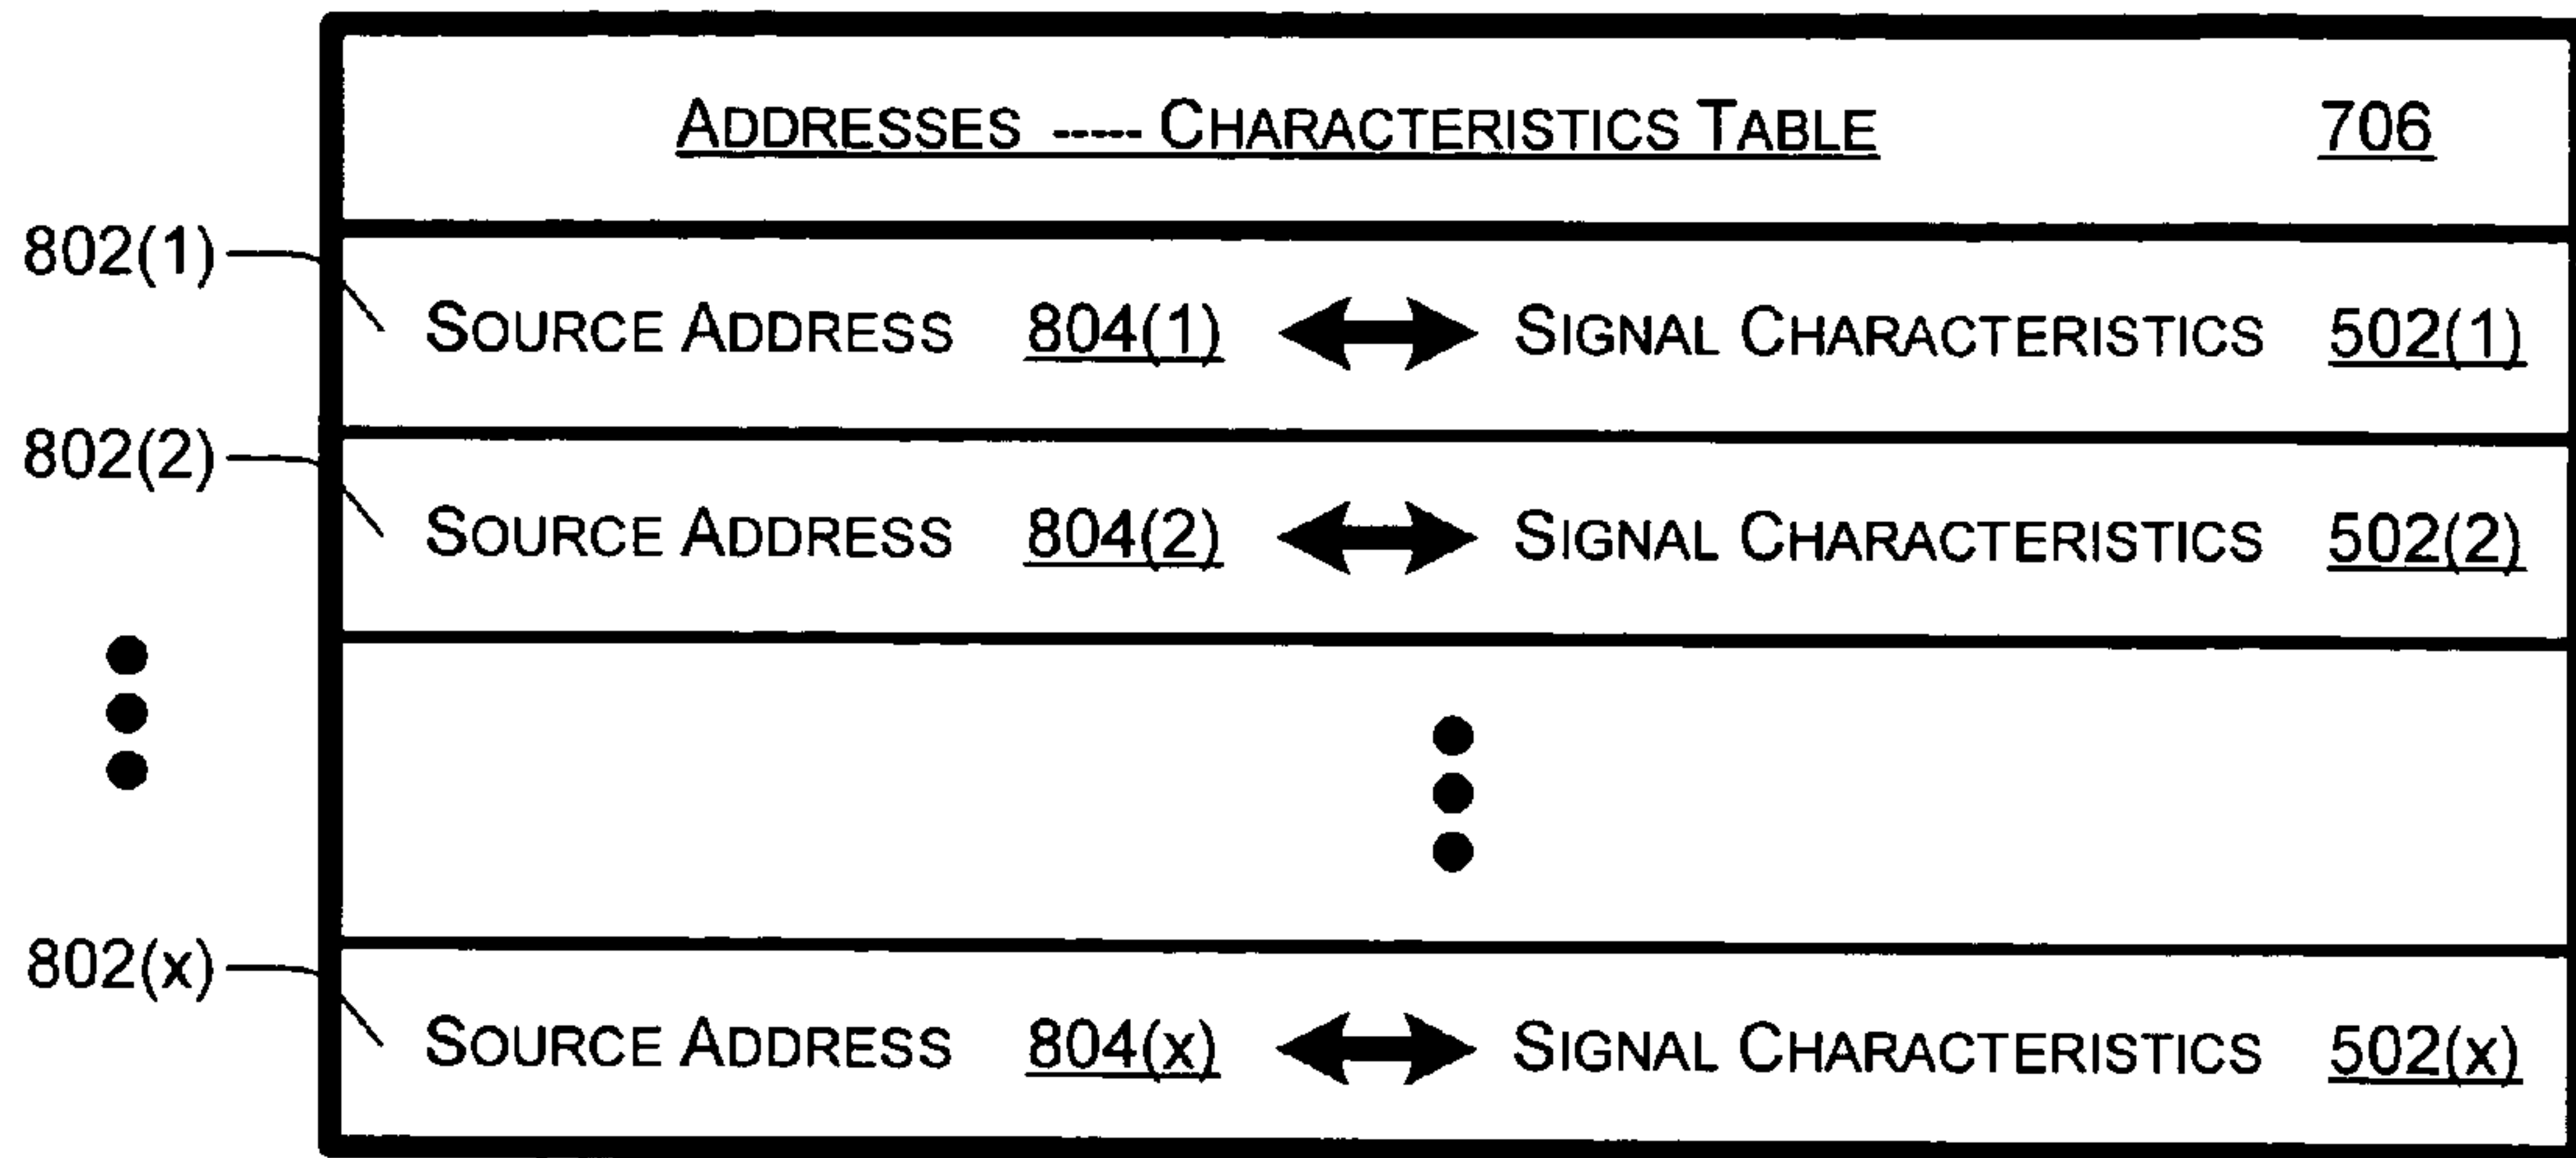 ADDRESSES ----- CHARACTERISTICS TABLE 706
802(1)
SOURCE ADDRESS 804(1) SIGNAL CHARACTERISTICS 502(1)
802(2)
SOURCE ADDRESS 804(2) SIGNAL CHARACTERISTICS 502(2)
802(x)
SOURCE ADDRESS 804(x) SIGNAL CHARACTERISTICS 502(x)